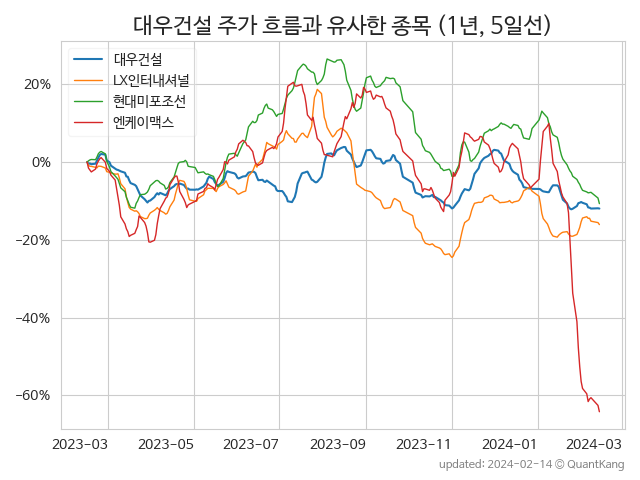 대우건설 주가 흐름과 유사한 종목 (1년, 5일선)
대우건설
LX인터내셔널
현대미포조선
엔케이맥스
20%
0%
−20%
−40%
−60%
2023-03 2023-05 2023-07 2023-09 2023-11 2024-01 2024-03
updated: 2024-02-14 © QuantKang